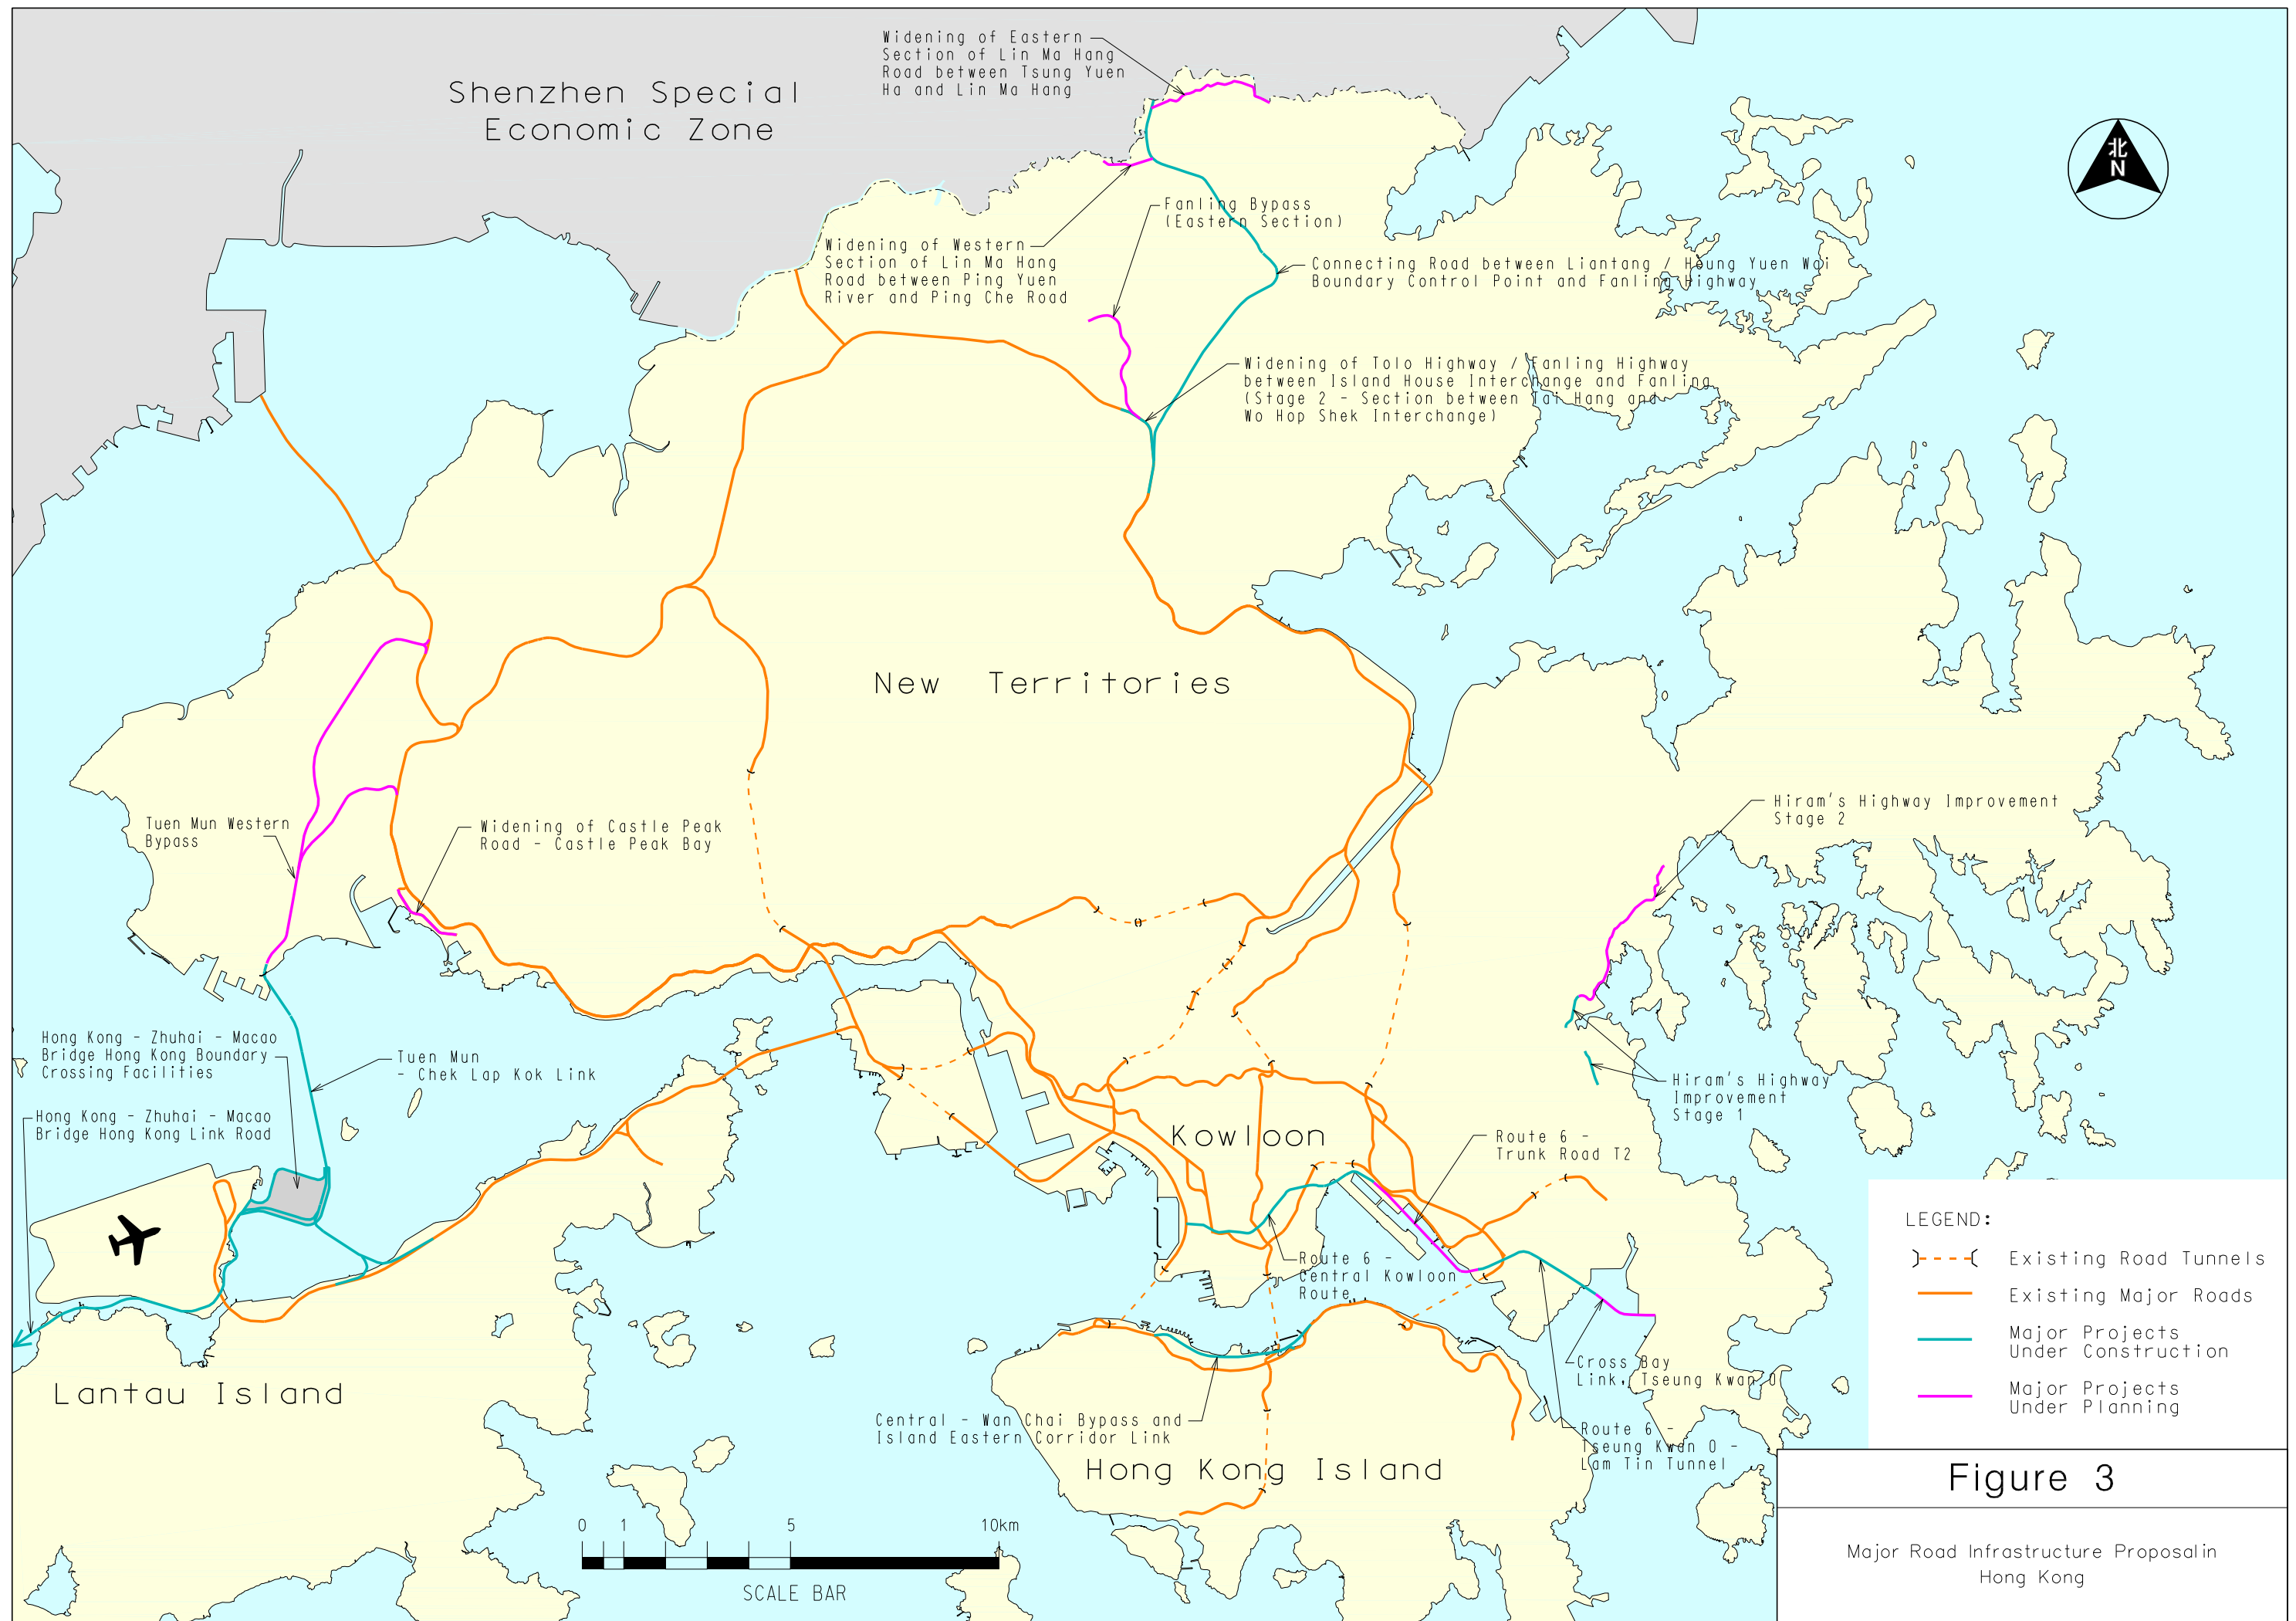 Widening of Eastern
Section of Lin Ma Hang
Road between Tsung Yuen
Ha and Lin Ma Hang
Shenzhen Special
Economic Zone
北
N
Fanling Bypass
(Eastern Section)
Widening of Western
Section of Lin Ma Hang
Road between Ping Yuen
River and Ping Che Road
Connecting Road between Liantang / Heung Yuen Wai
Boundary Control Point and Fanling Highway
Widening of Tolo Highway / Fanling Highway
between Island House Interchange and Fanling
(Stage 2 - Section between Tai Hang and
Wo Hop Shek Interchange)
New Territories
Hiram's Highway Improvement
Stage 2
Tuen Mun Western
Bypass
Widening of Castle Peak
Road - Castle Peak Bay
Hong Kong - Zhuhai - Macao
Bridge Hong Kong Boundary
Crossing Facilities
Tuen Mun
- Chek Lap Kok Link
Hiram's Highway
Improvement
Stage 1
Hong Kong - Zhuhai - Macao
Bridge Hong Kong Link Road
Kowloon
Route 6 -
Trunk Road T2
Route 6 -
Central Kowloon
Route
Cross Bay
Link, Tseung Kwan O
Lantau Island
Central - Wan Chai Bypass and
Island Eastern Corridor Link
Route 6 -
Tseung Kwan O -
Lam Tin Tunnel
Hong Kong Island
LEGEND:
Existing Road Tunnels
Existing Major Roads
Major Projects
Under Construction
Major Projects
Under Planning
0 1 5 10km
SCALE BAR
Figure 3
Major Road Infrastructure Proposalin
Hong Kong